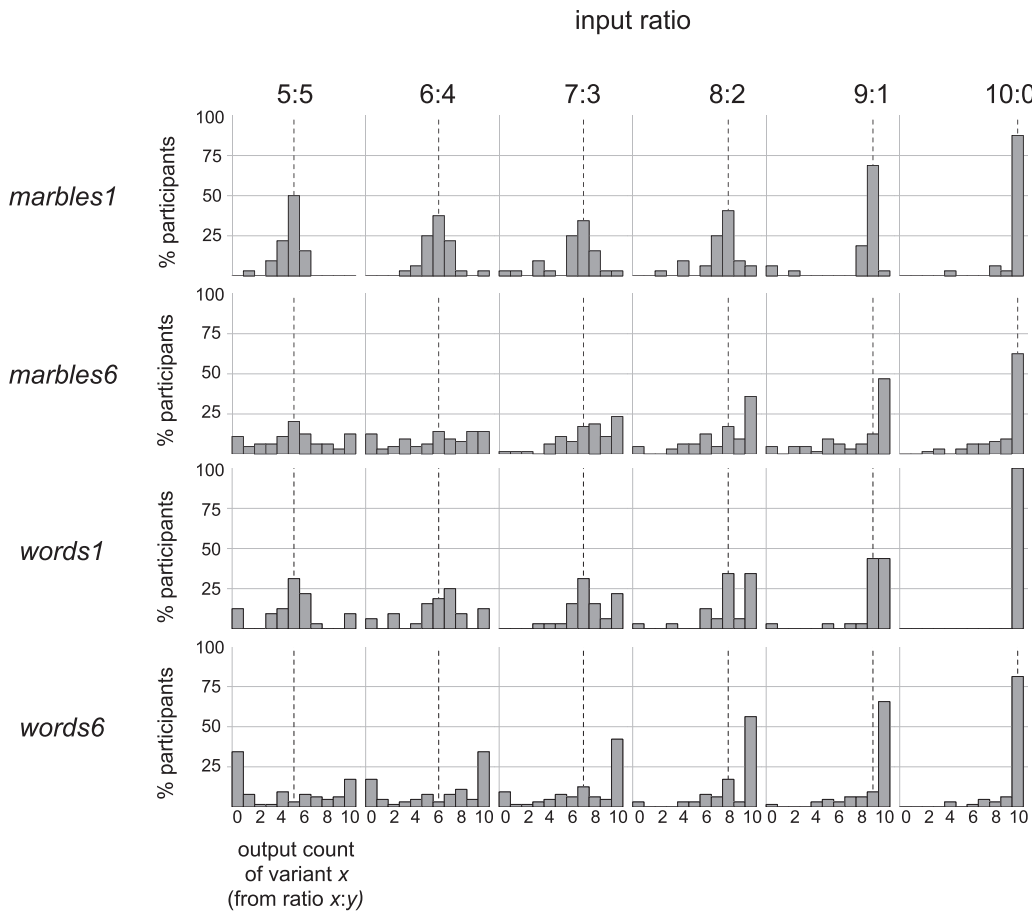 input ratio
5:5 6:4 7:3 8:2 9:1 10:0
marbles1
% participants
100
75
50
25
marbles6
% participants
100
75
50
25
words1
% participants
100
75
50
25
words6
% participants
100
75
50
25
0 2 4 6 8 10 0 2 4 6 8 10 0 2 4 6 8 10 0 2 4 6 8 10 0 2 4 6 8 10 0 2 4 6 8 10
output count
of variant x
(from ratio x:y)